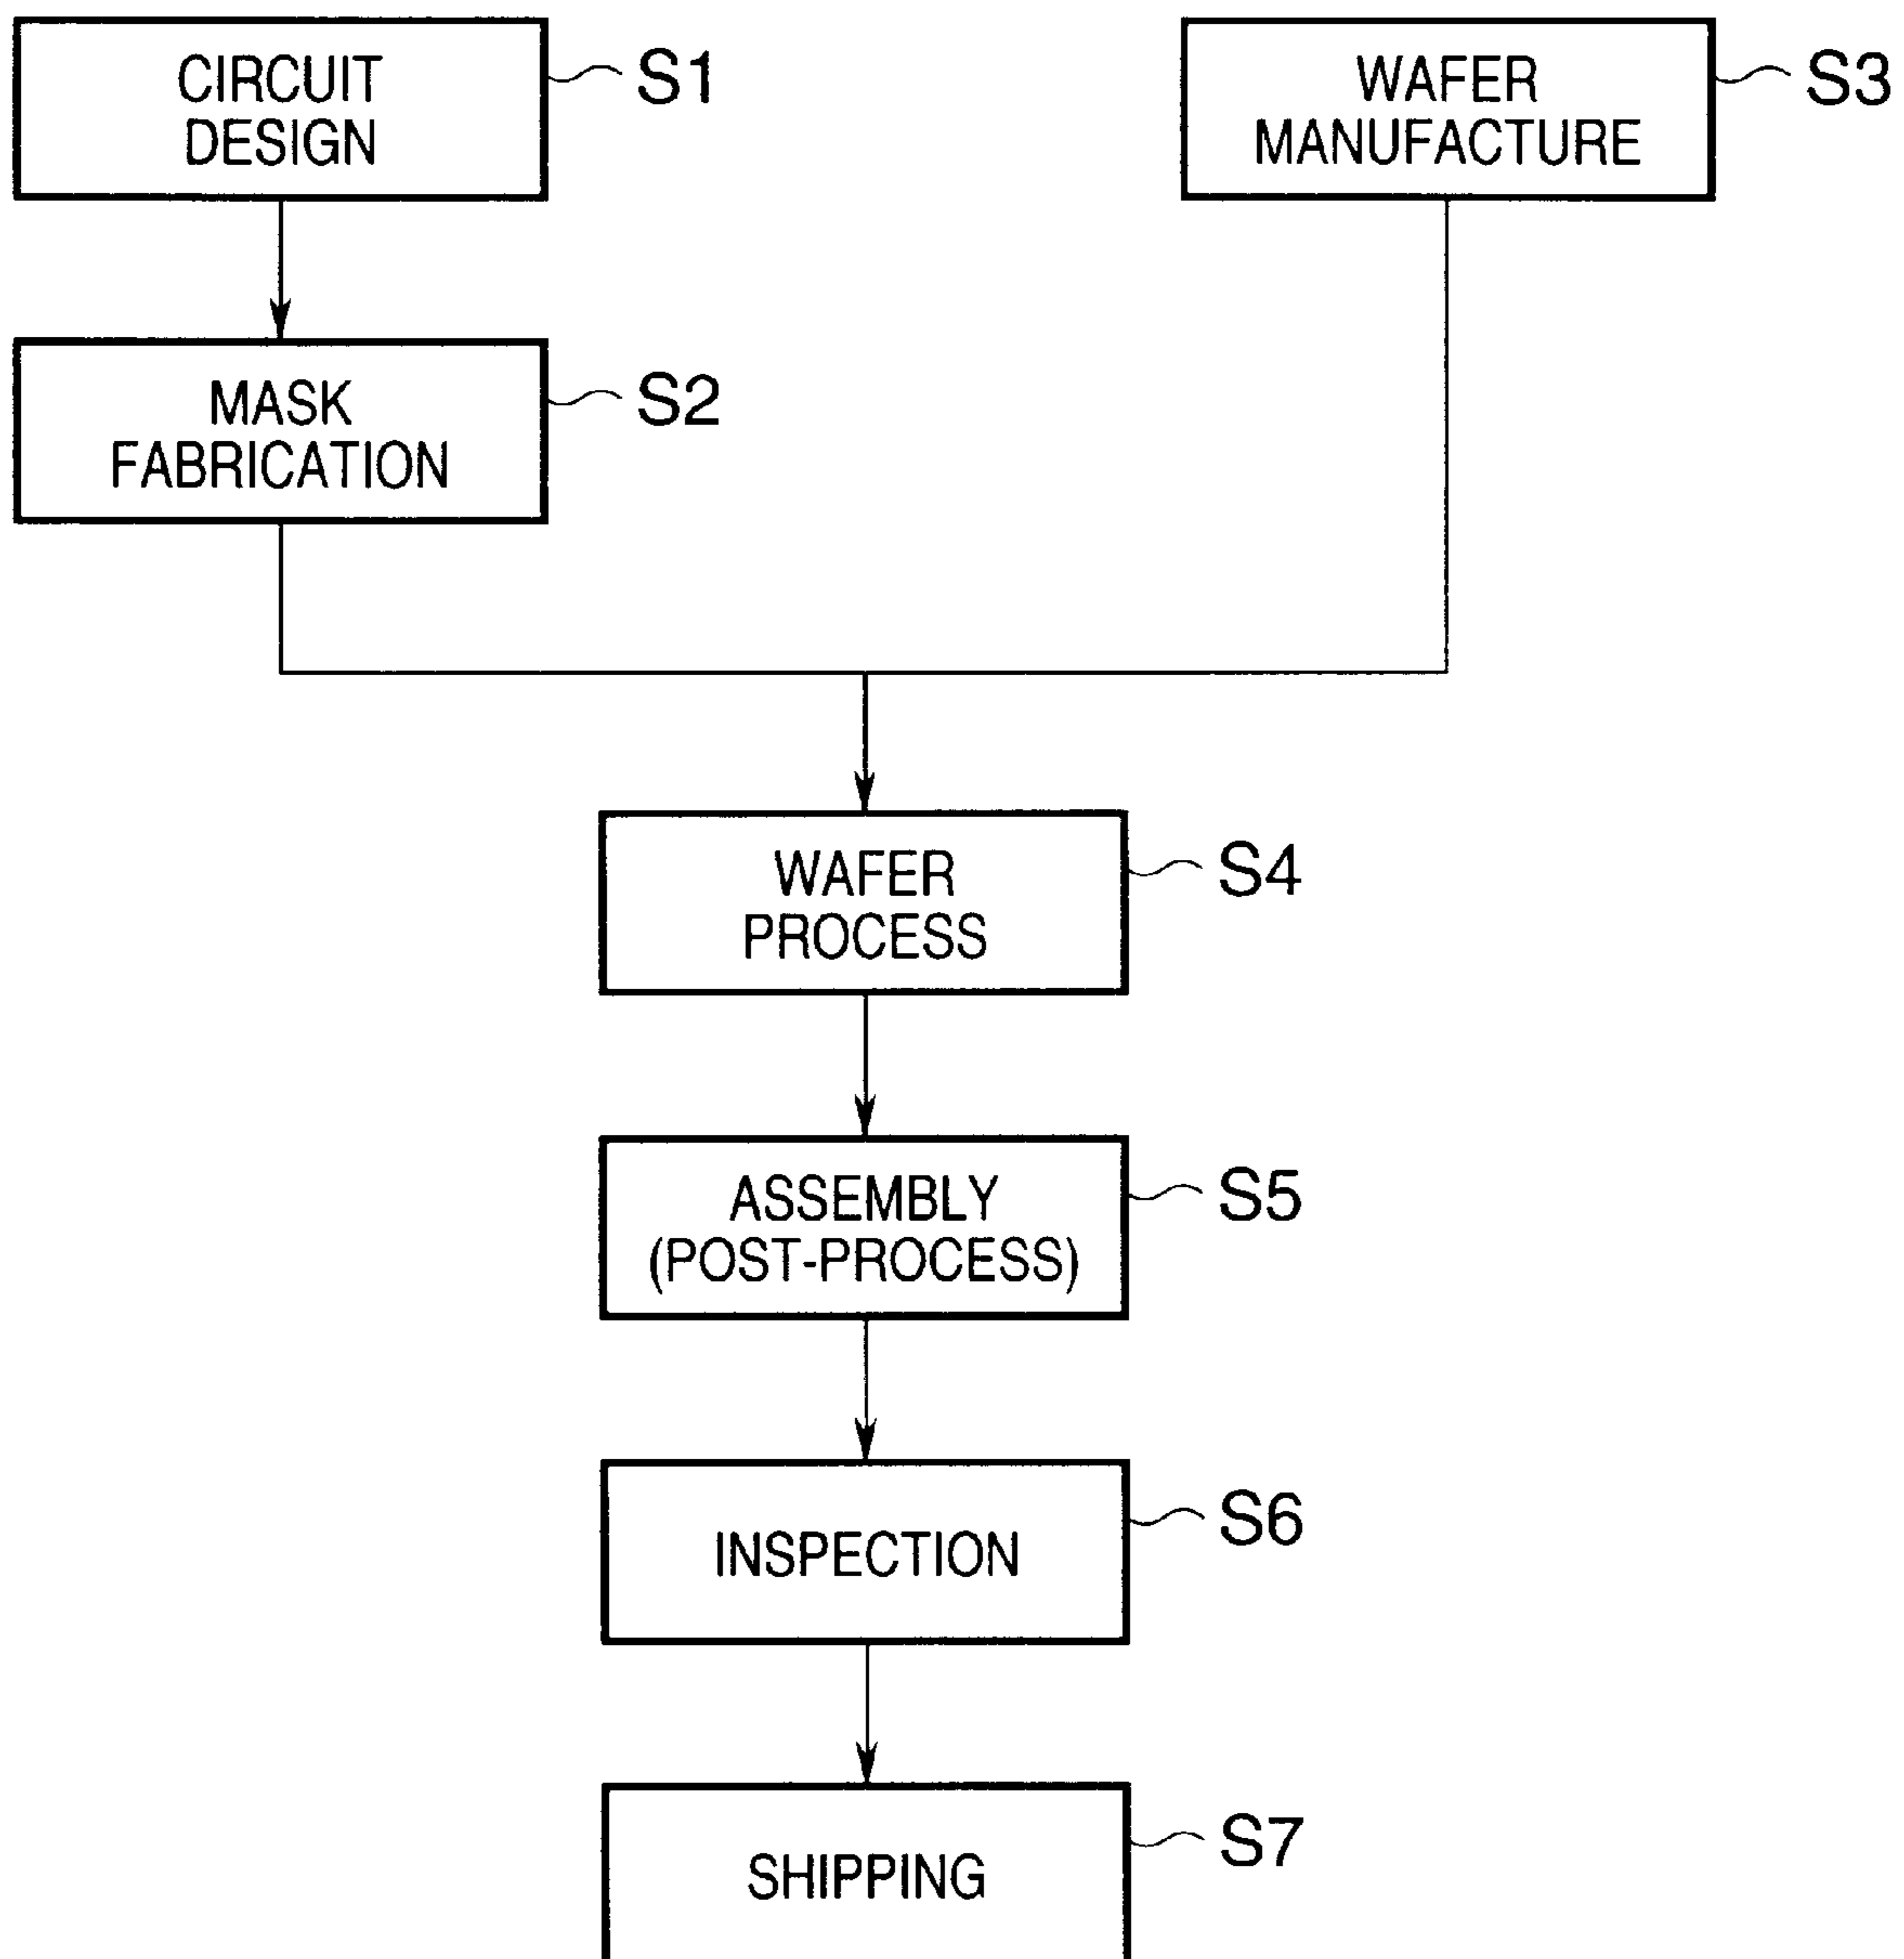 CIRCUIT
DESIGN
S1
WAFER
MANUFACTURE
S3
MASK
FABRICATION
S2
WAFER
PROCESS
S4
ASSEMBLY
(POST-PROCESS)
S5
INSPECTION
S6
SHIPPING
S7